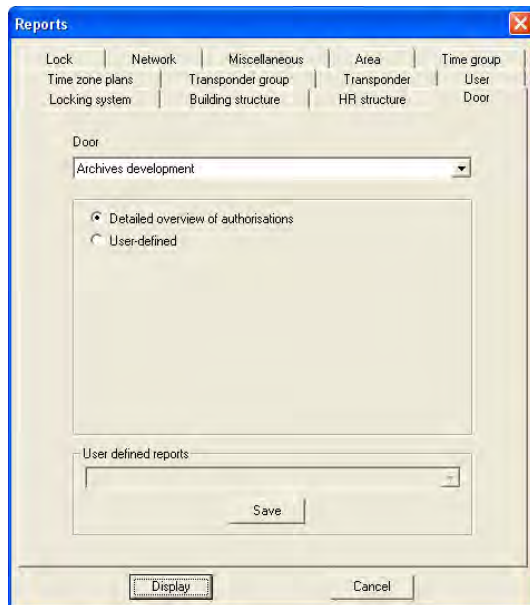 Reports
Lock Network Miscellaneous Area Time group
Time zone plans Transponder group Transponder User
Locking system Building structure HR structure Door
Door
Archives development
Detailed overview of authorisations
User-defined
User defined reports
Save
Display Cancel